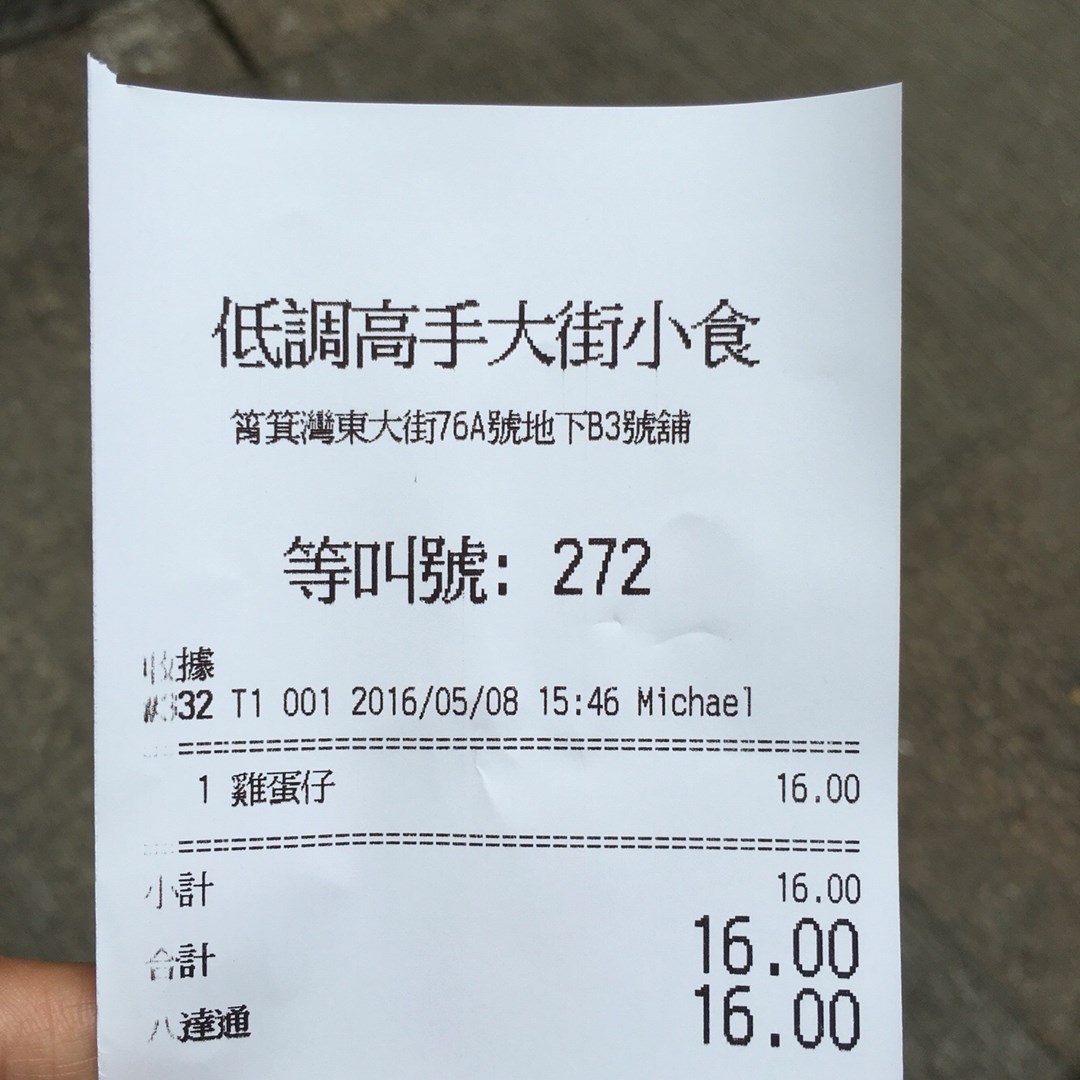 低調高手大街小食
筲箕灣東大街76A號地下B3號舖
等叫號: 272
收據
#332 T1 001 2016/05/08 15:46 Michael
========================================
1 雞蛋仔 16.00
========================================
小計 16.00
合計 16.00
八達通 16.00